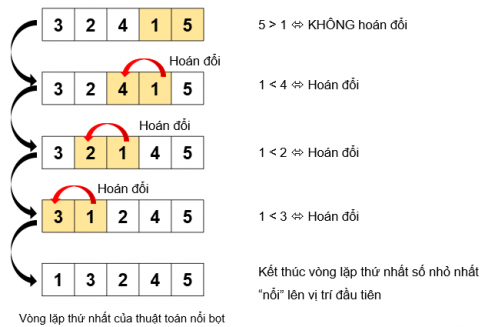 3 2 4 1 5
5 > 1 ⇔ KHÔNG hoán đổi
Hoán đổi
3 2 4 1 5
1 < 4 ⇔ Hoán đổi
Hoán đổi
3 2 1 4 5
1 < 2 ⇔ Hoán đổi
Hoán đổi
3 1 2 4 5
1 < 3 ⇔ Hoán đổi
1 3 2 4 5
Kết thúc vòng lặp thứ nhất số nhỏ nhất
“nổi” lên vị trí đầu tiên
Vòng lặp thứ nhất của thuật toán nổi bọt